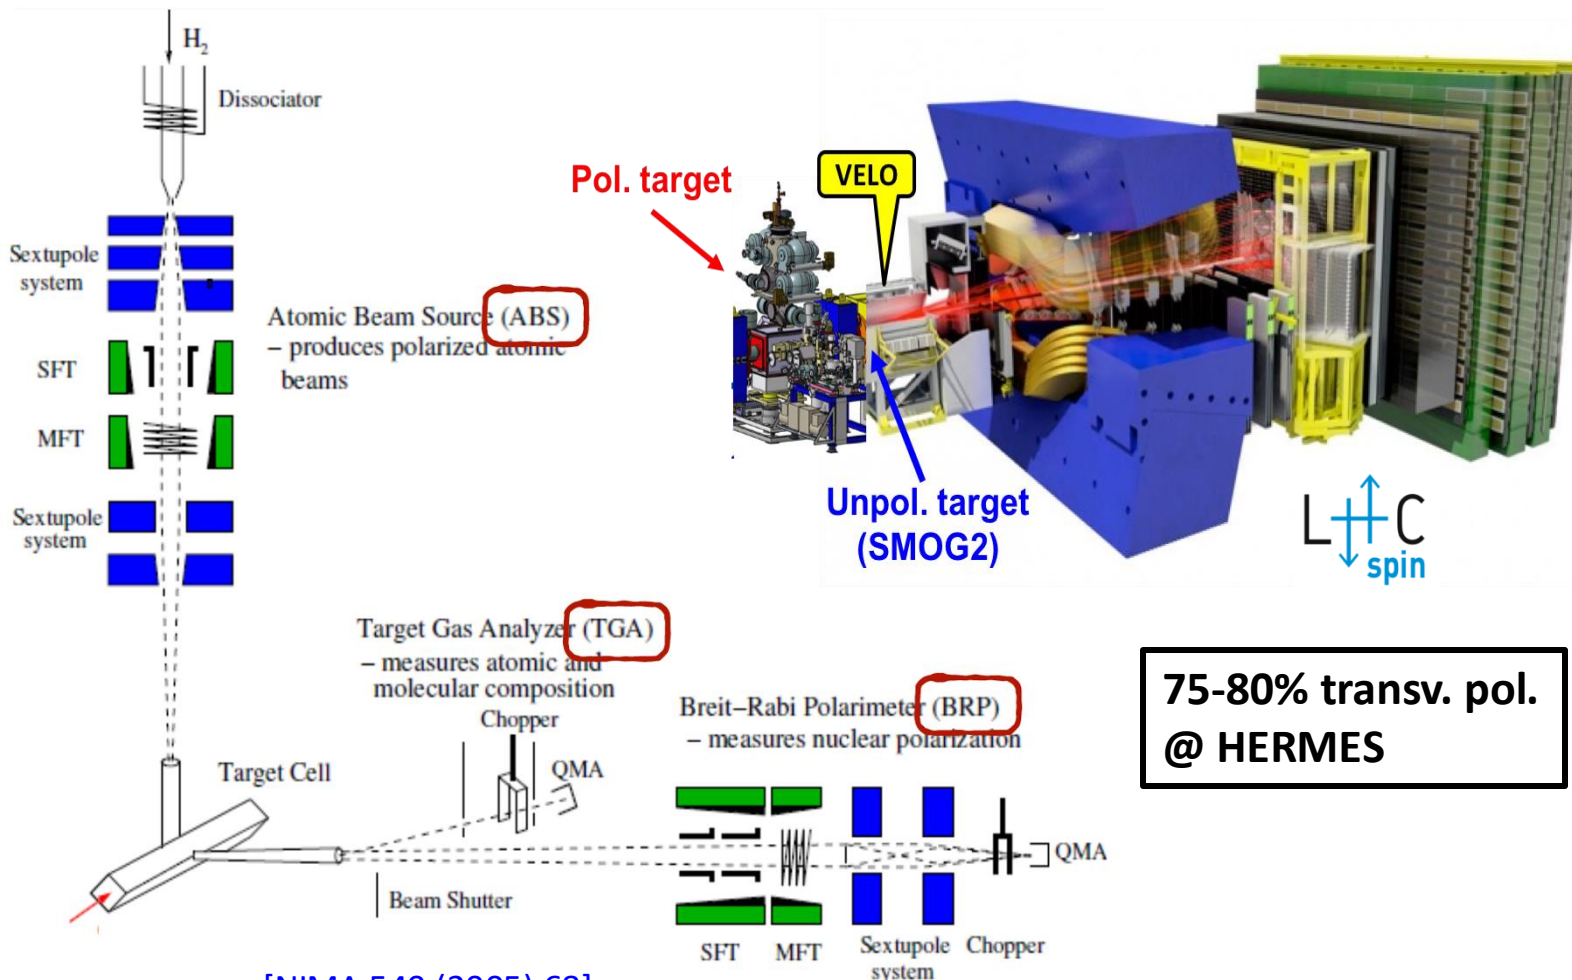 H2
Dissociator
Sextupole
system
Atomic Beam Source (ABS)
– produces polarized atomic
beams
SFT
MFT
Sextupole
system
Pol. target
VELO
Unpol. target
(SMOG2)
LHC
spin
Target Gas Analyzer (TGA)
– measures atomic and
molecular composition
Chopper
QMA
Target Cell
Beam Shutter
Breit–Rabi Polarimeter (BRP)
– measures nuclear polarization
QMA
SFT
MFT
Sextupole
system
Chopper
75-80% transv. pol.
@ HERMES